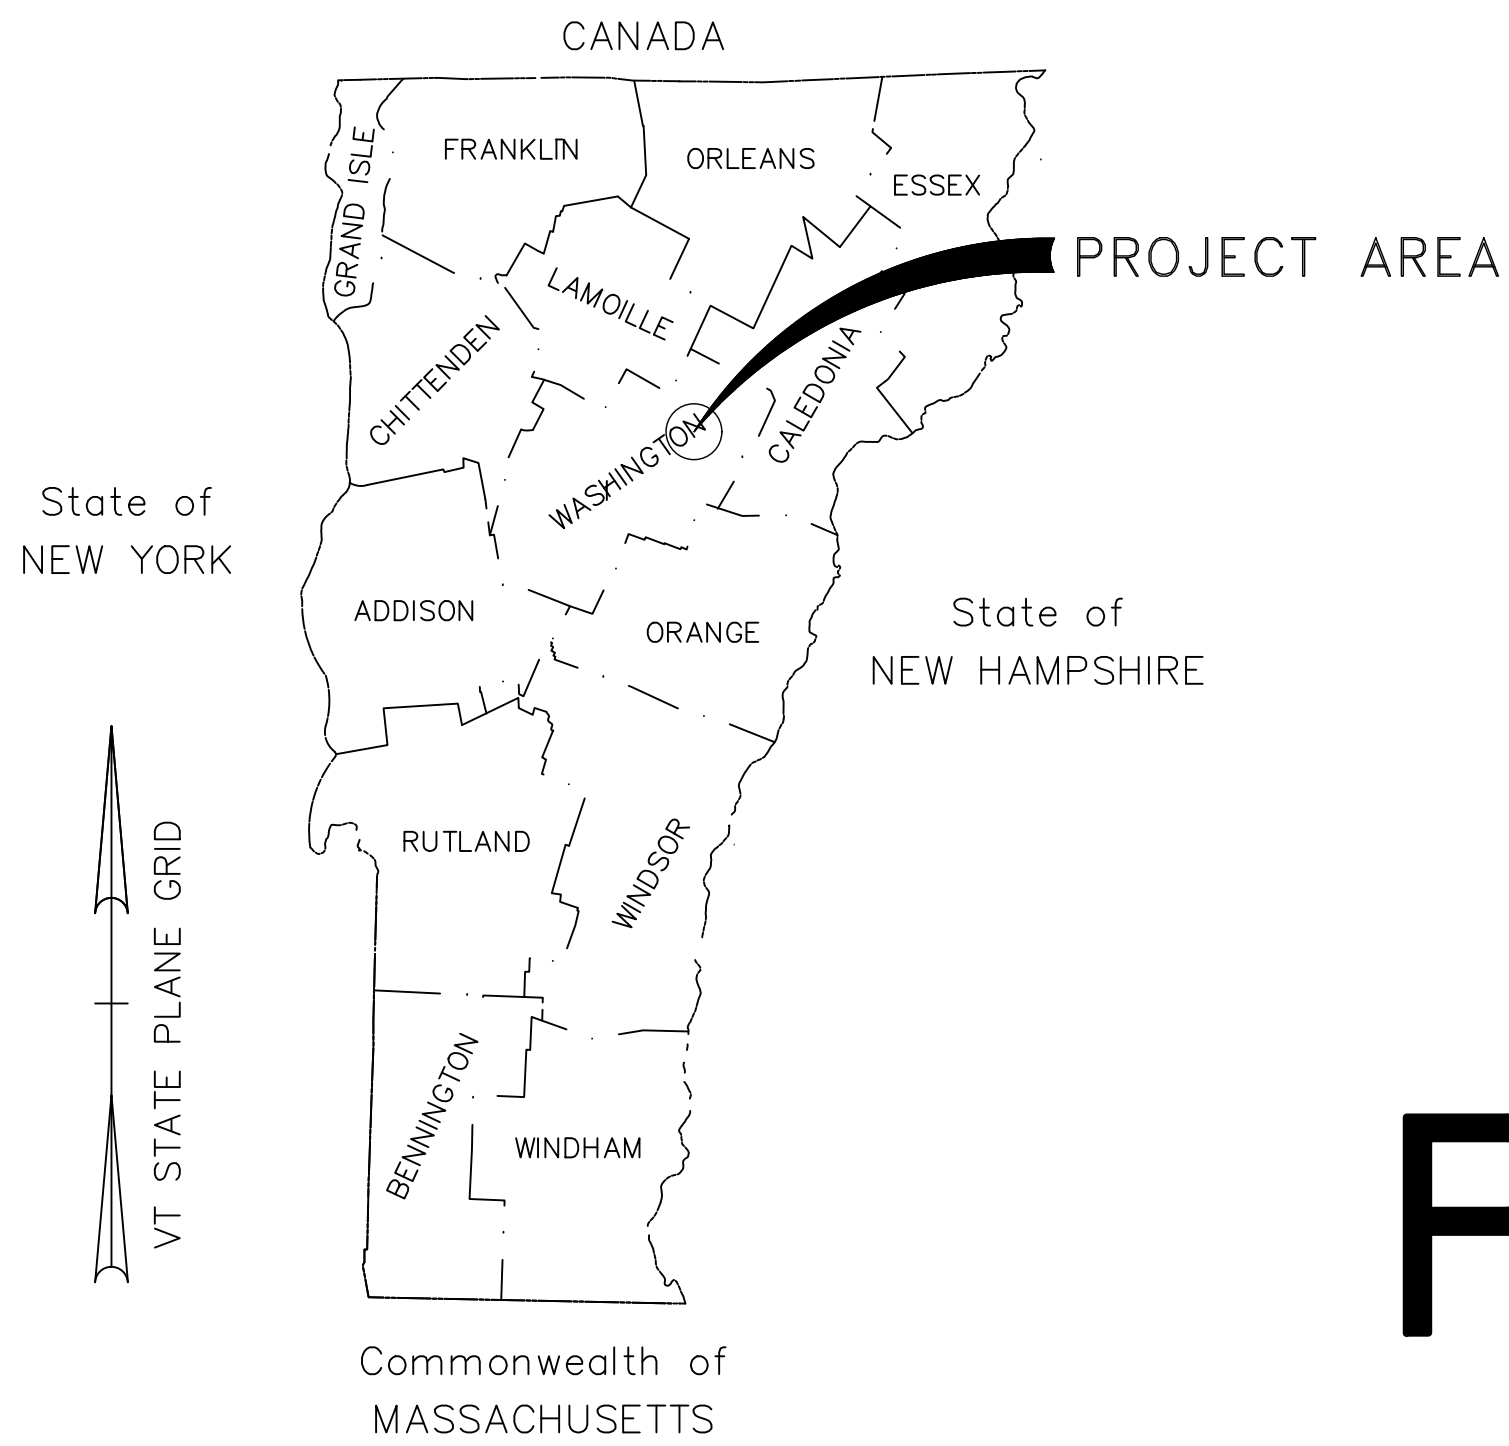 CANADA
FRANKLIN
ORLEANS
ESSEX
GRAND ISLE
PROJECT AREA
LAMOILLE
CHITTENDEN
CALEDONIA
WASHINGTON
State of
NEW YORK
ADDISON
ORANGE
State of
NEW HAMPSHIRE
RUTLAND
WINDSOR
VT STATE PLANE GRID
BENNINGTON
WINDHAM
F
Commonwealth of
MASSACHUSETTS